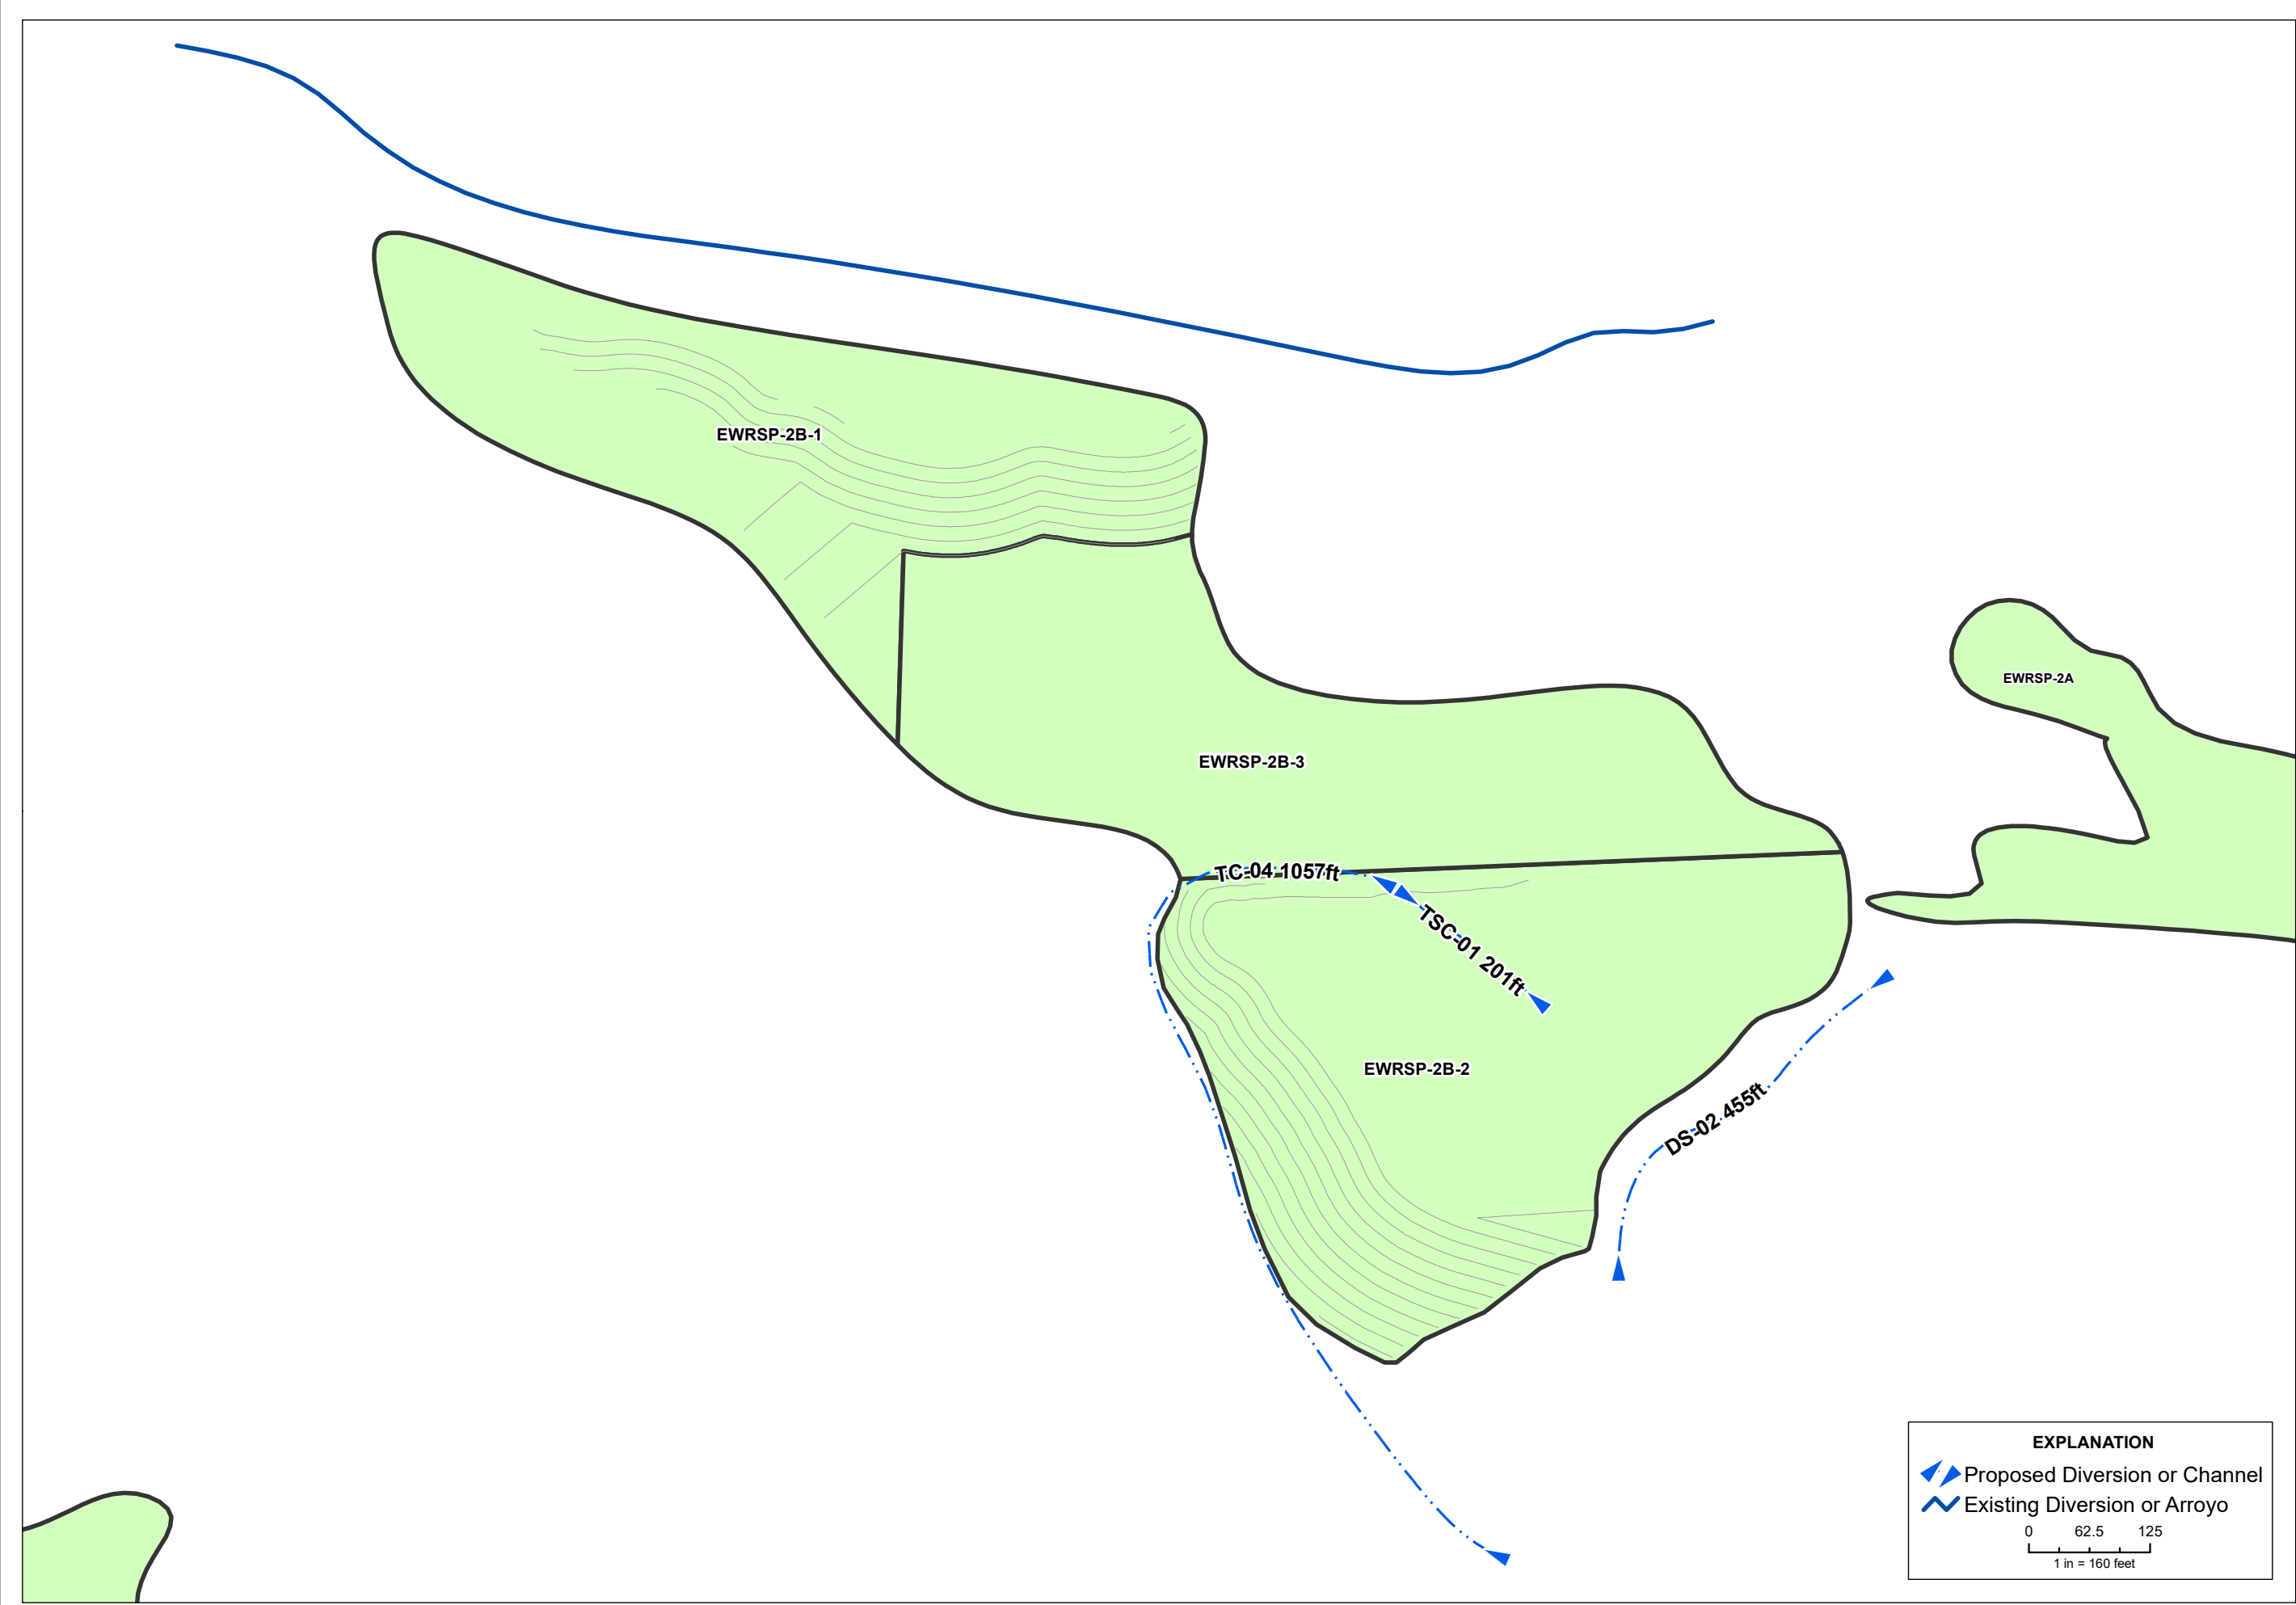 EWRSP-2B-1
EWRSP-2A
EWRSP-2B-3
TC-04 1057ft
TSC-01 201ft
EWRSP-2B-2
DS-02 455ft
EXPLANATION
Proposed Diversion or Channel
Existing Diversion or Arroyo
0 62.5 125
1 in = 160 feet